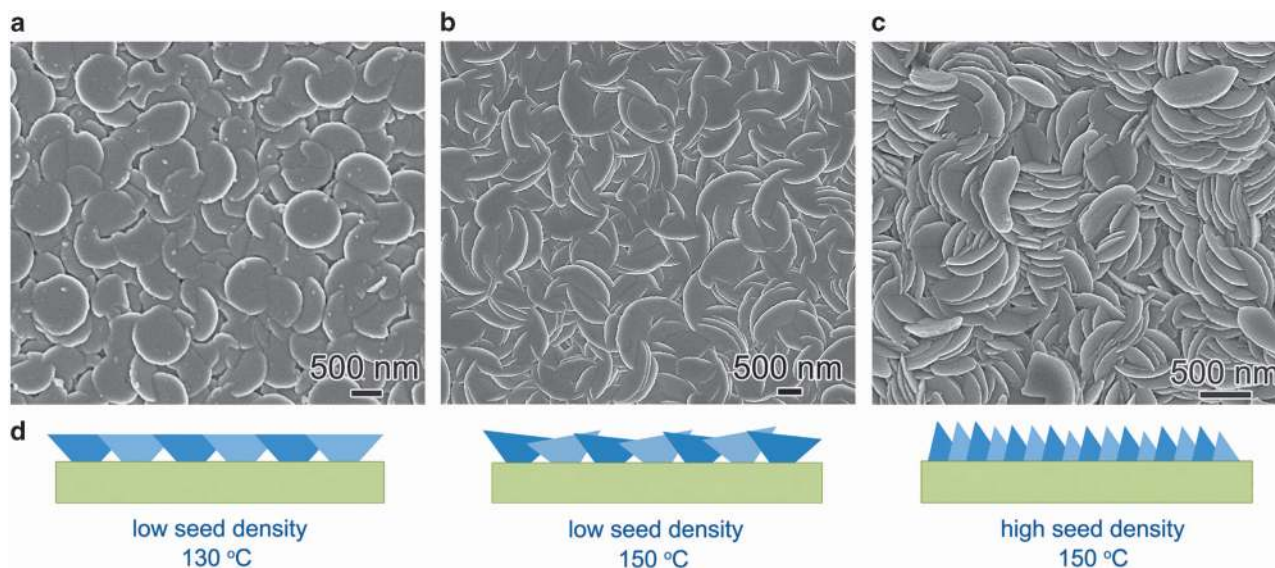 a
b
c
500 nm
500 nm
500 nm
d
low seed density
130 °C
low seed density
150 °C
high seed density
150 °C